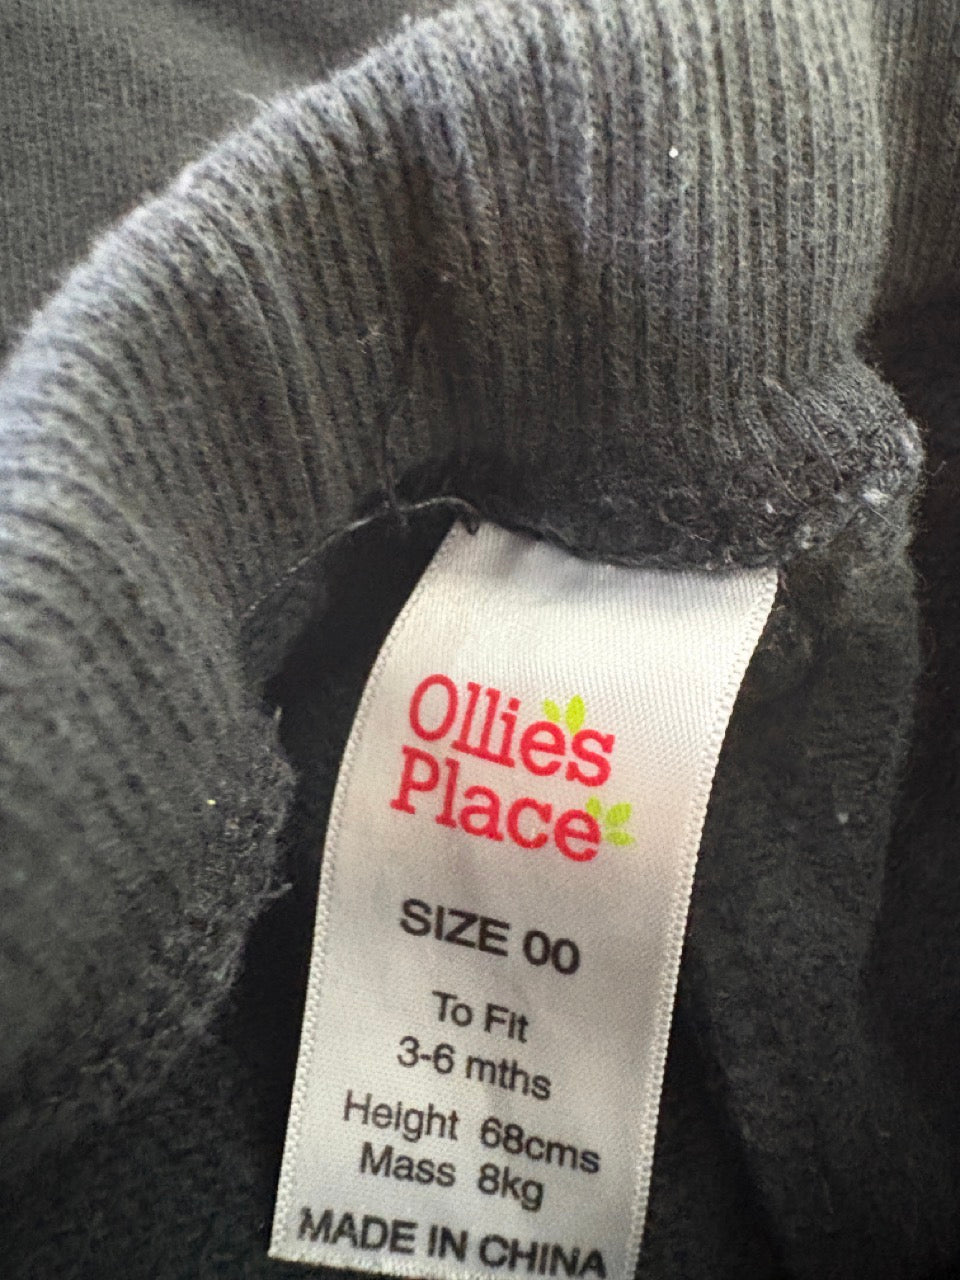 Ollies
Place
SIZE 00
To Fit
3-6 mths
Height 68cms
Mass 8kg
MADE IN CHINA